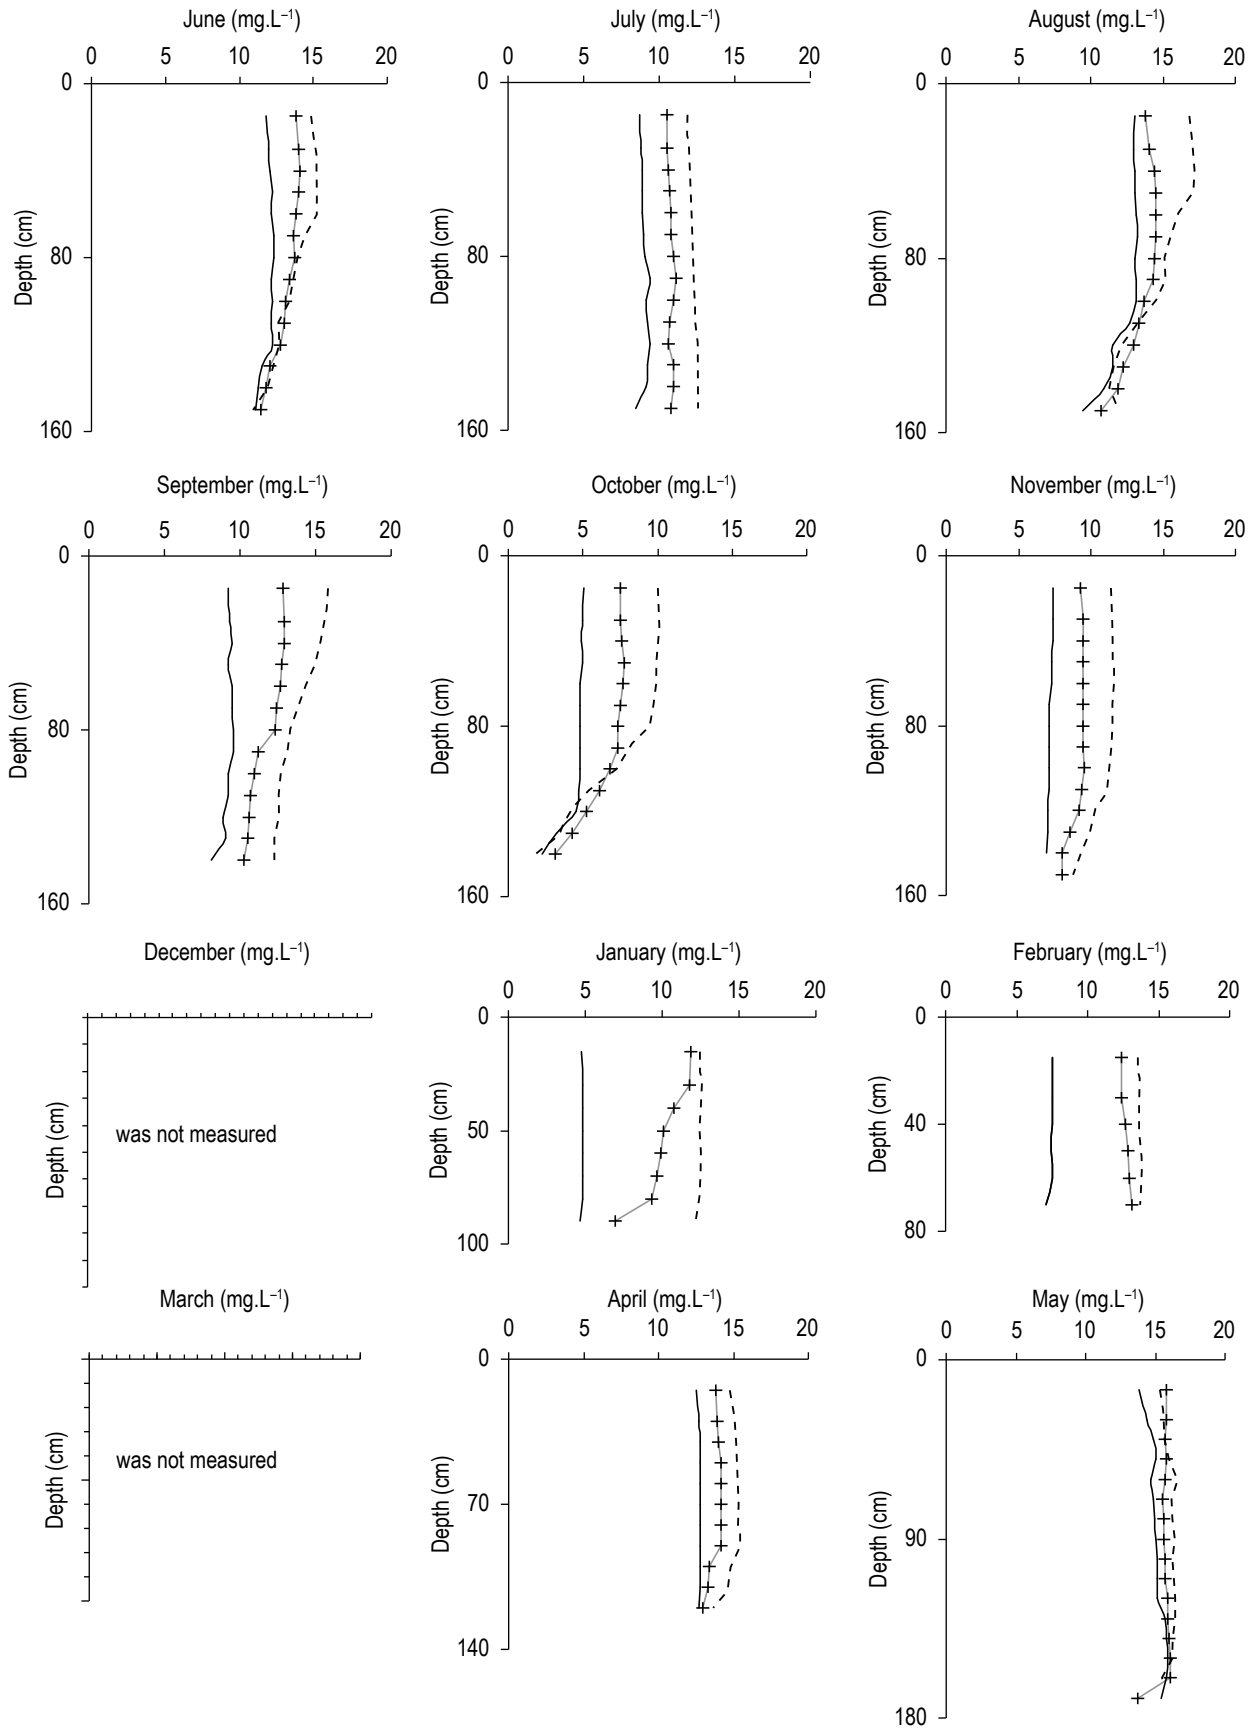 June (mg.L⁻¹) July (mg.L⁻¹) August (mg.L⁻¹)
0 5 10 15 20 0 5 10 15 20 0 5 10 15 20
0 0 0
Depth (cm) Depth (cm) Depth (cm)
80 80 80
160 160 160
September (mg.L⁻¹) October (mg.L⁻¹) November (mg.L⁻¹)
0 5 10 15 20 0 5 10 15 20 0 5 10 15 20
0 0 0
Depth (cm) Depth (cm) Depth (cm)
80 80 80
160 160 160
December (mg.L⁻¹) January (mg.L⁻¹) February (mg.L⁻¹)
0 5 10 15 20 0 5 10 15 20
0 0
Depth (cm) Depth (cm) Depth (cm)
was not measured 50 40
100 80
March (mg.L⁻¹) April (mg.L⁻¹) May (mg.L⁻¹)
0 5 10 15 20 0 5 10 15 20
0 0
Depth (cm) Depth (cm) Depth (cm)
was not measured 70 90
140 180